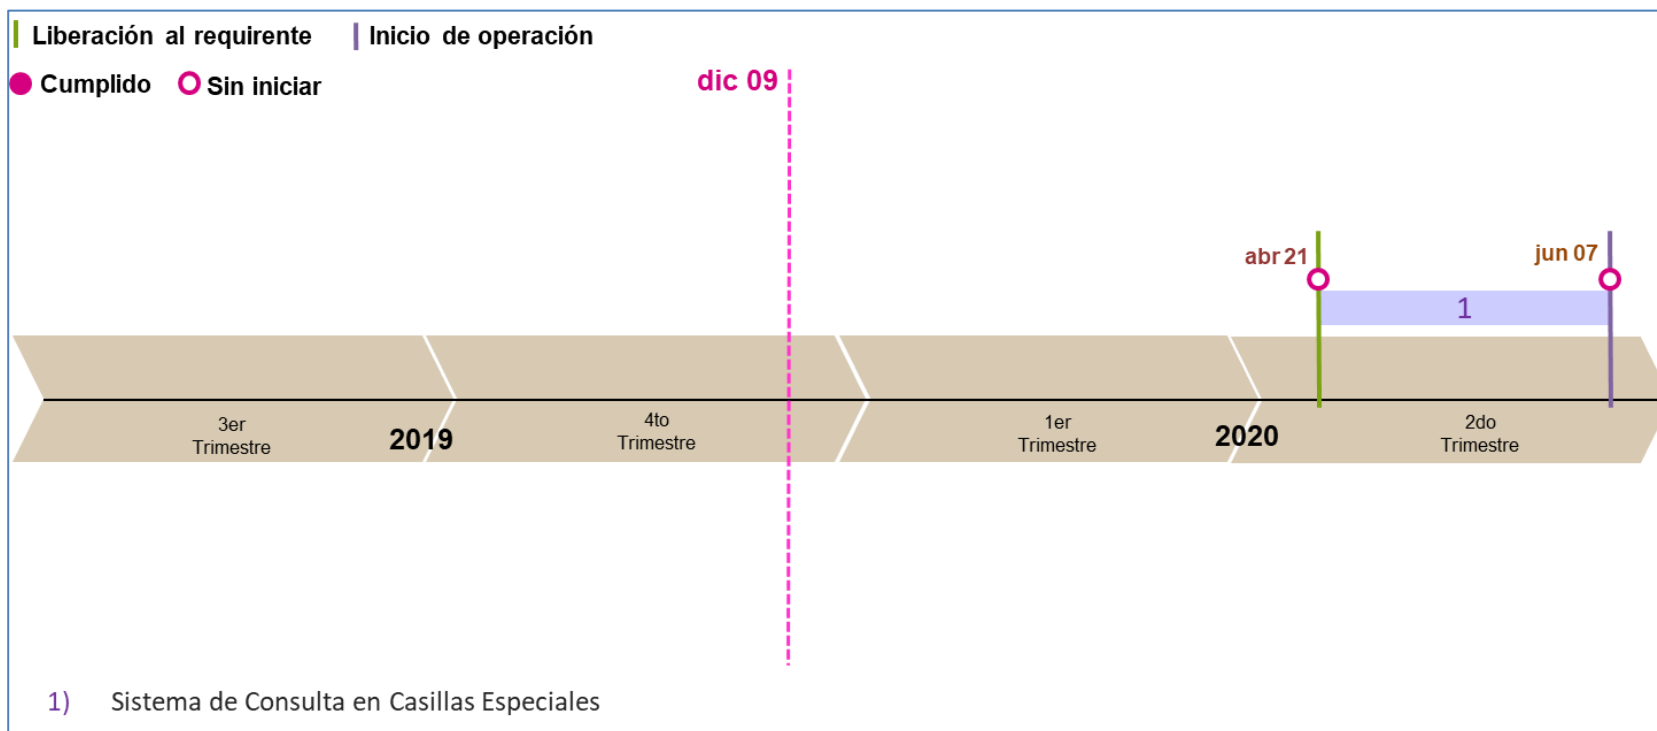 Liberación al requirente
Inicio de operación
Cumplido
Sin iniciar
dic 09
abr 21
jun 07
1
3er
Trimestre
2019
4to
Trimestre
1er
Trimestre
2020
2do
Trimestre
1) Sistema de Consulta en Casillas Especiales